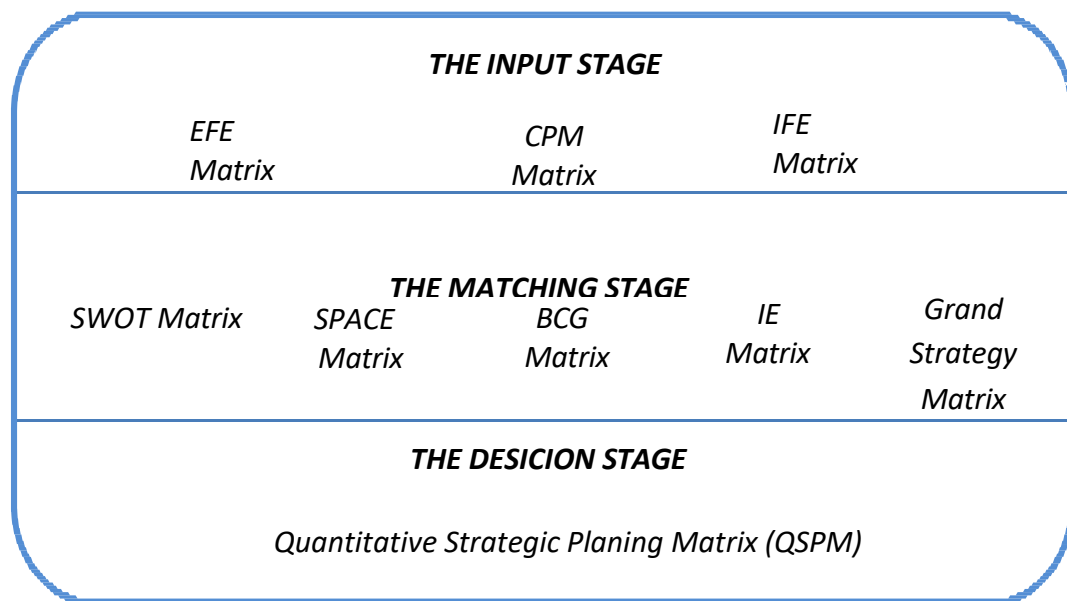 THE INPUT STAGE
EFE
Matrix
CPM
Matrix
IFE
Matrix
THE MATCHING STAGE
SWOT Matrix
SPACE
Matrix
BCG
Matrix
IE
Matrix
Grand
Strategy
Matrix
THE DESICION STAGE
Quantitative Strategic Planing Matrix (QSPM)